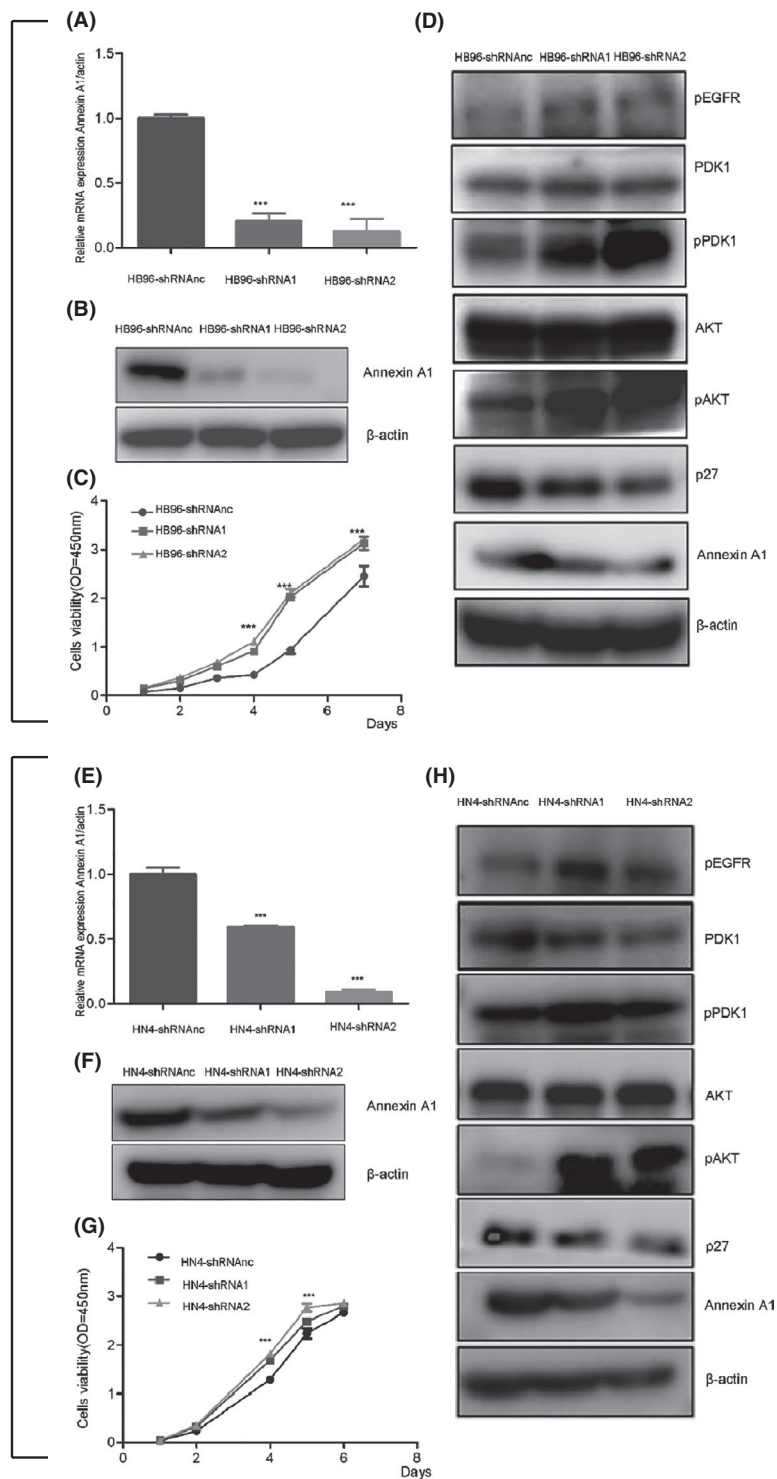 (A)
Relative mRNA expression Annexin A1/actin
1.5
1.0
0.5
0.0
***
***
HB96-shRNAnc HB96-shRNA1 HB96-shRNA2
(B)
HB96-shRNAnc HB96-shRNA1 HB96-shRNA2
Annexin A1
β-actin
(C)
Cells viability(OD=450nm)
4
3
2
1
0
HB96-shRNAnc
HB96-shRNA1
HB96-shRNA2
***
***
***
0 2 4 6 8
Days
(D)
HB96-shRNAnc HB96-shRNA1 HB96-shRNA2
pEGFR
PDK1
pPDK1
AKT
pAKT
p27
Annexin A1
β-actin
(E)
Relative mRNA expression Annexin A1/actin
1.5
1.0
0.5
0.0
***
***
HN4-shRNAnc HN4-shRNA1 HN4-shRNA2
(F)
HN4-shRNAnc HN4-shRNA1 HN4-shRNA2
Annexin A1
β-actin
(G)
Cells viability(OD=450nm)
4
3
2
1
0
HN4-shRNAnc
HN4-shRNA1
HN4-shRNA2
***
***
0 2 4 6 8
Days
(H)
HN4-shRNAnc HN4-shRNA1 HN4-shRNA2
pEGFR
PDK1
pPDK1
AKT
pAKT
p27
Annexin A1
β-actin